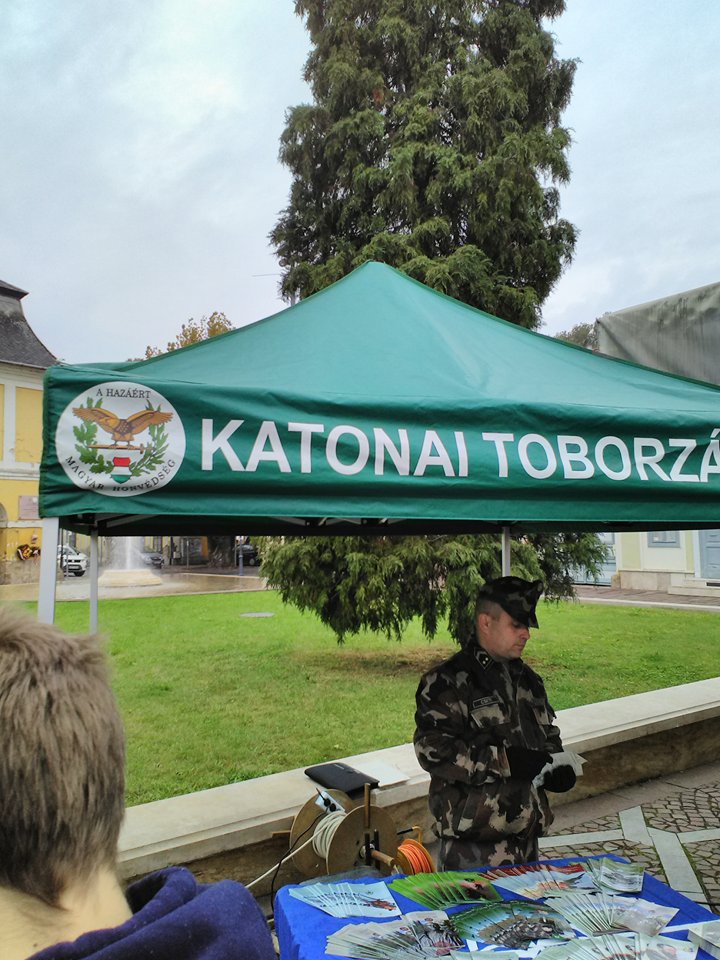 A HAZÁÉRT
MAGYAR HONVÉDSÉG
KATONAI TOBORZÁ